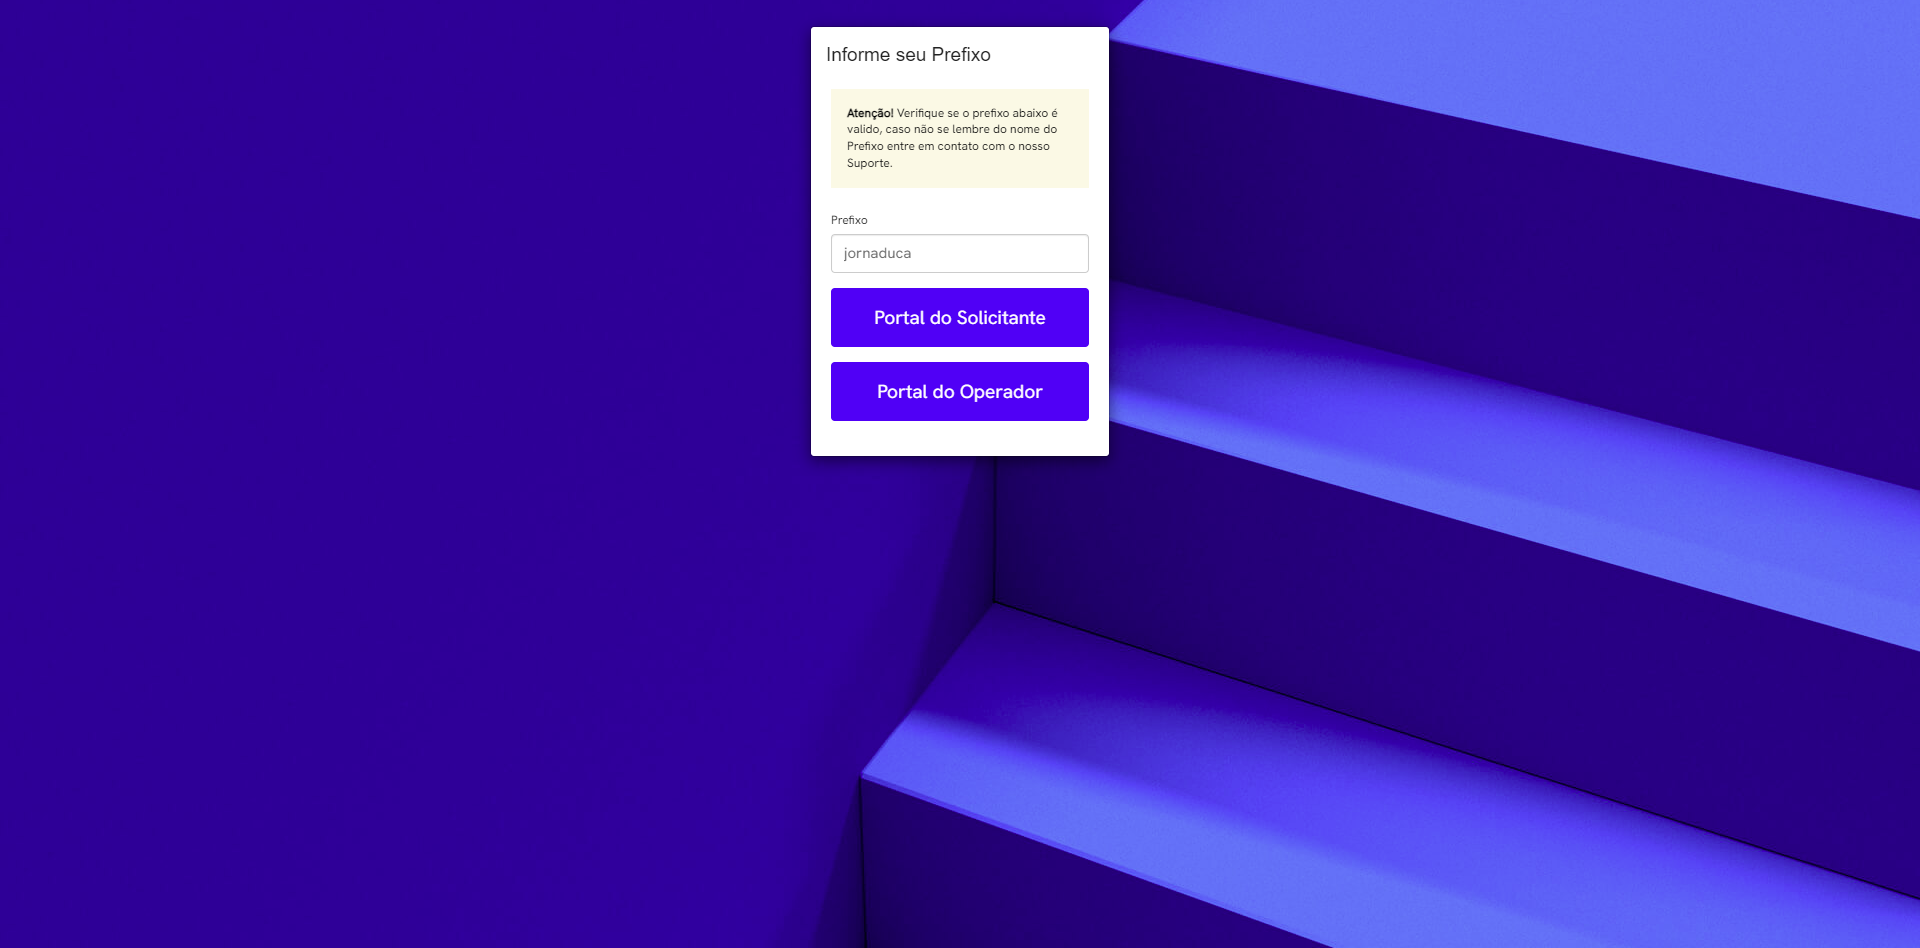 Informe seu Prefixo
Atenção! Verifique se o prefixo abaixo é
valido, caso não se lembre do nome do
Prefixo entre em contato com o nosso
Suporte.
Prefixo
jornaduca
Portal do Solicitante
Portal do Operador